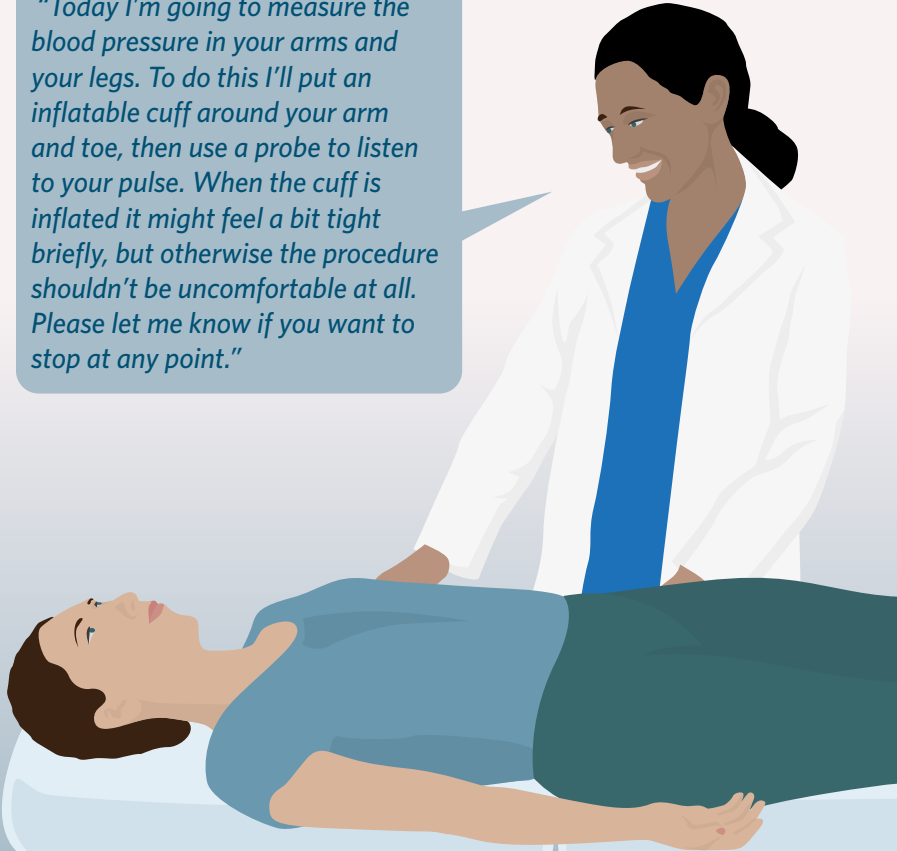 “Today I’m going to measure the
blood pressure in your arms and
your legs. To do this I’ll put an
inflatable cuff around your arm
and toe, then use a probe to listen
to your pulse. When the cuff is
inflated it might feel a bit tight
briefly, but otherwise the procedure
shouldn’t be uncomfortable at all.
Please let me know if you want to
stop at any point.”